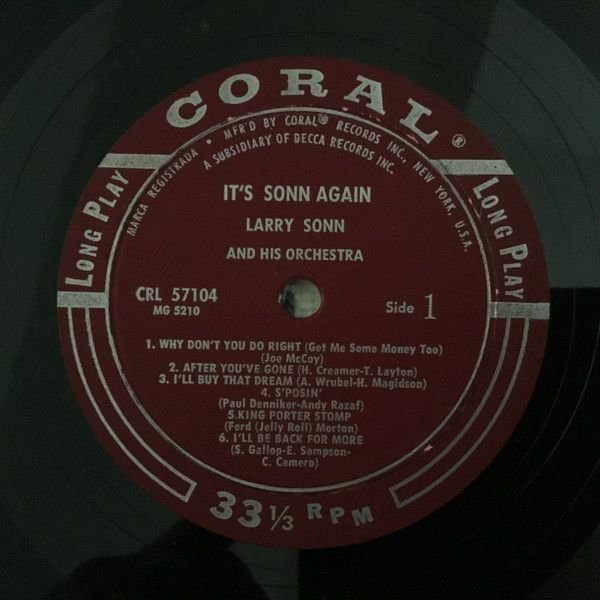 CORAL®
MARCA REGISTRADA • MFR'D BY CORAL® RECORDS INC., NEW YORK, U.S.A.
A SUBSIDIARY OF DECCA RECORDS INC.
LONG PLAY
LONG PLAY
IT'S SONN AGAIN
LARRY SONN
AND HIS ORCHESTRA
CRL 57104
MG 5210
Side 1
1. WHY DON'T YOU DO RIGHT (Get Me Some Money Too)
(Joe McCoy)
2. AFTER YOU'VE GONE (H. Creamer-T. Layton)
3. I'LL BUY THAT DREAM (A. Wrubel-H. Magidson)
4. S'POSIN'
(Paul Denniker-Andy Razaf)
5.KING PORTER STOMP
(Ferd (Jelly Roll) Morton)
6. I'LL BE BACK FOR MORE
(S. Gallop-E. Sampson-
C. Camero)
33 1/3 RPM